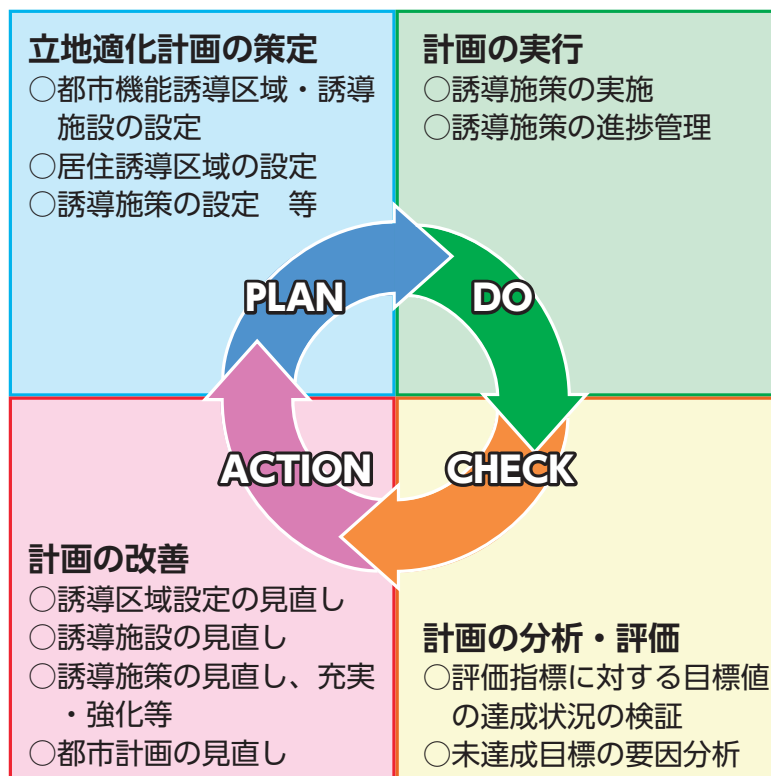 立地適化計画の策定
○都市機能誘導区域・誘導
施設の設定
○居住誘導区域の設定
○誘導施策の設定　等
計画の実行
○誘導施策の実施
○誘導施策の進捗管理
PLAN
DO
ACTION
CHECK
計画の改善
○誘導区域設定の見直し
○誘導施設の見直し
○誘導施策の見直し、充実
・強化等
○都市計画の見直し
計画の分析・評価
○評価指標に対する目標値
の達成状況の検証
○未達成目標の要因分析